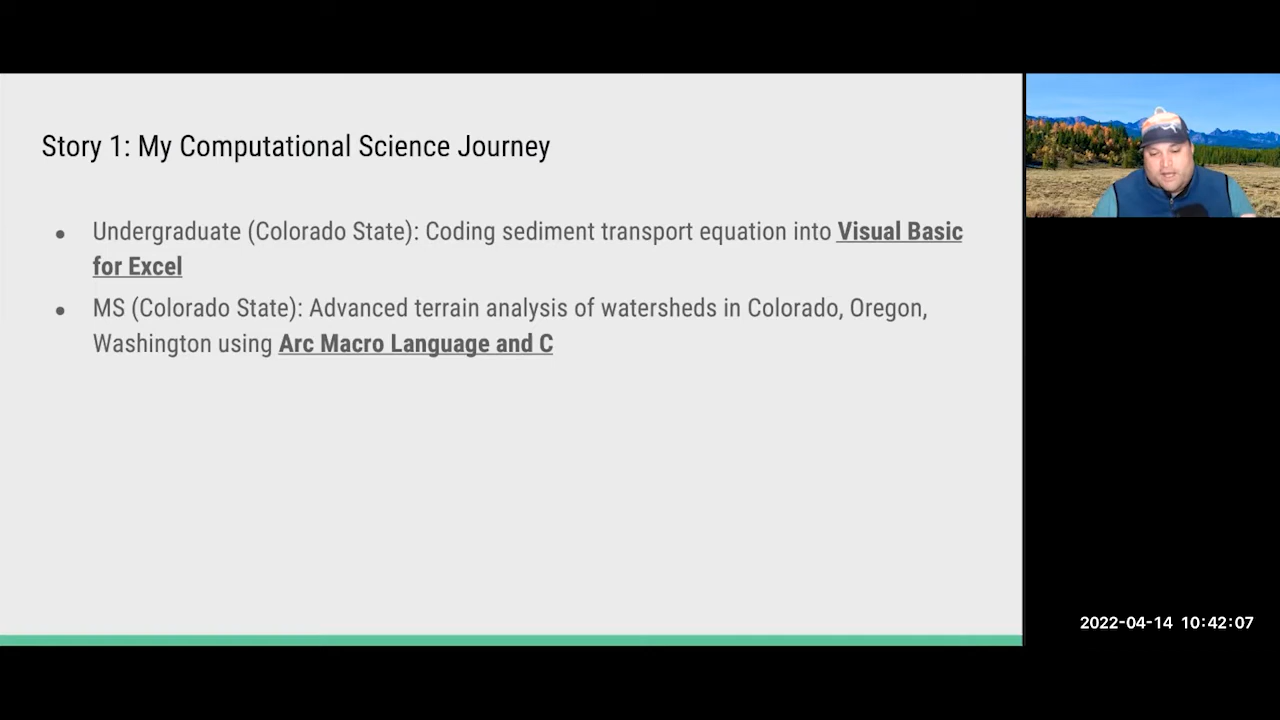 Story 1: My Computational Science Journey
● Undergraduate (Colorado State): Coding sediment transport equation into Visual Basic
for Excel
● MS (Colorado State): Advanced terrain analysis of watersheds in Colorado, Oregon,
Washington using Arc Macro Language and C
2022-04-14 10:42:07